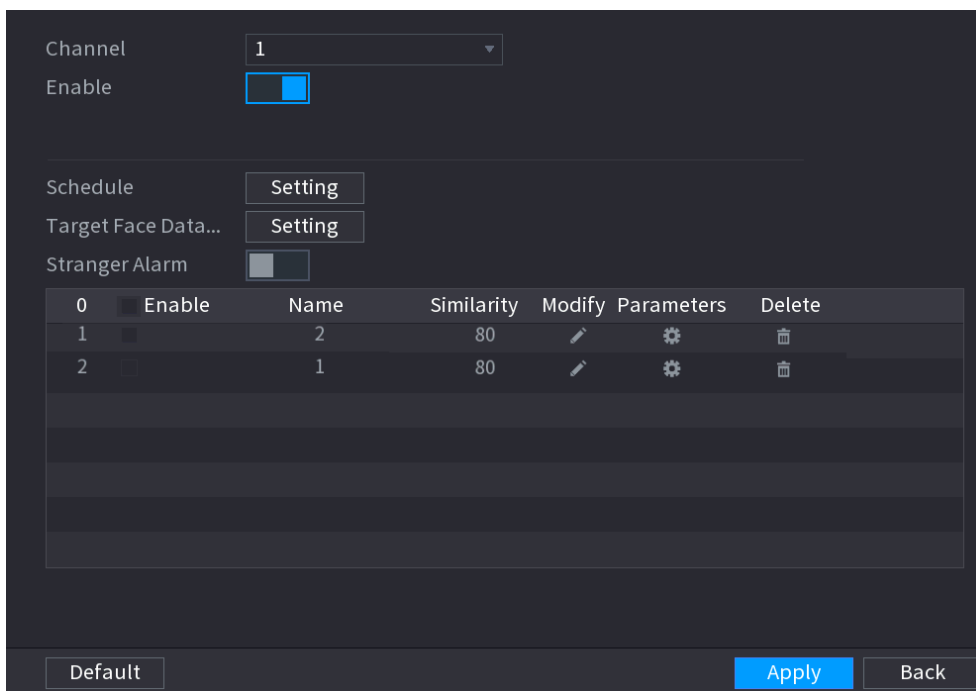 Channel 1
Enable
Schedule Setting
Target Face Data... Setting
Stranger Alarm
0 Enable Name Similarity Modify Parameters Delete
1 2 80
2 1 80
Default Apply Back